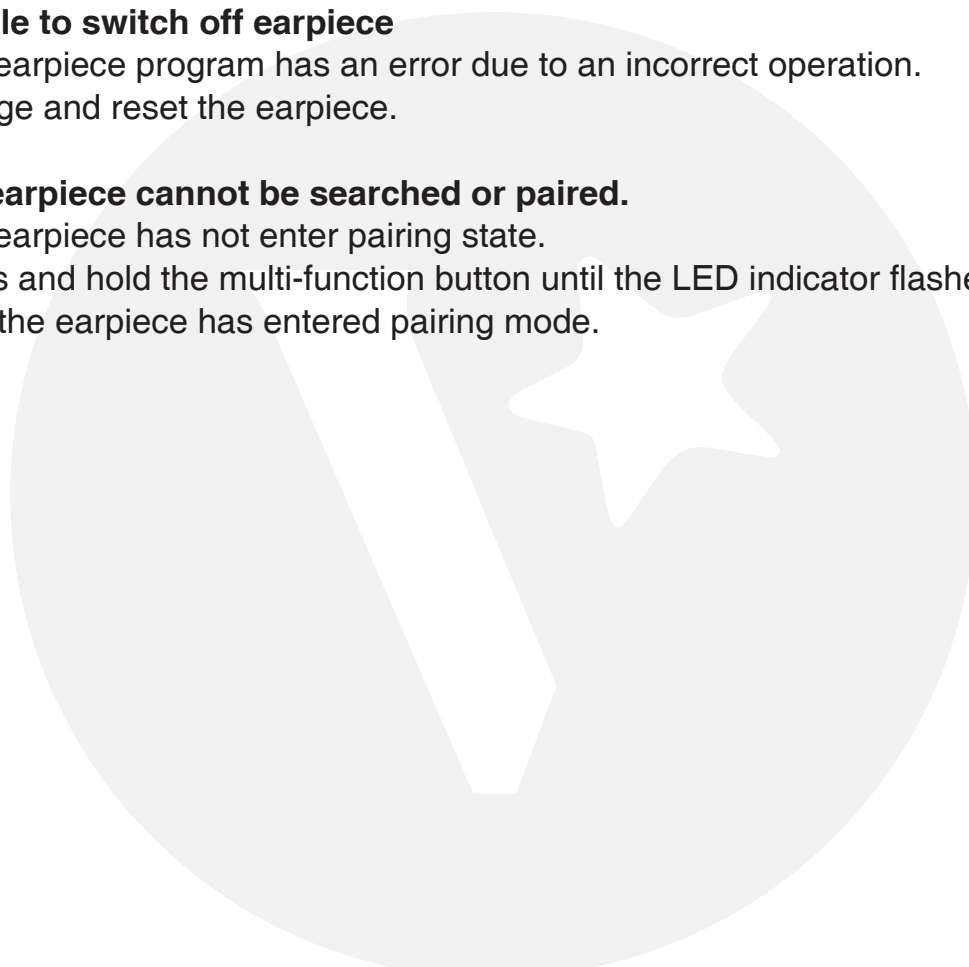 le to switch off earpiece
earpiece program has an error due to an incorrect operation.
ge and reset the earpiece.
earpiece cannot be searched or paired.
earpiece has not enter pairing state.
s and hold the multi-function button until the LED indicator flashe
the earpiece has entered pairing mode.